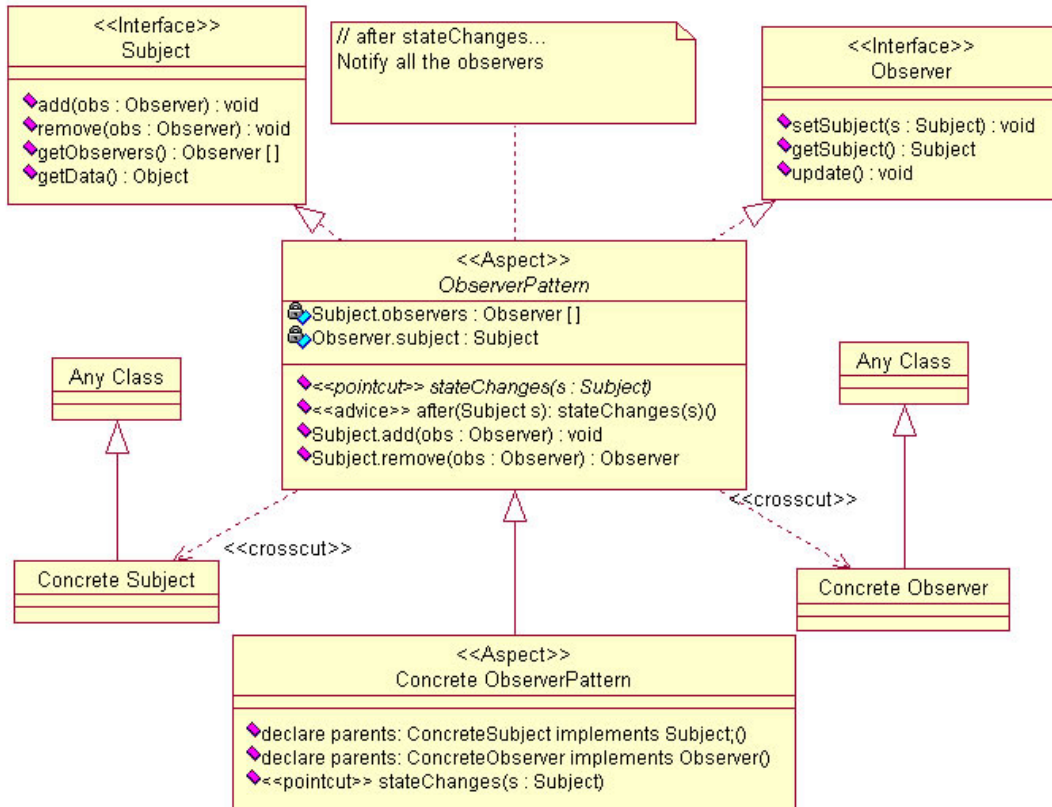 <<Interface>>
Subject
add(obs : Observer) : void
remove(obs : Observer) : void
getObservers() : Observer [ ]
getData() : Object
// after stateChanges...
Notify all the observers
<<Interface>>
Observer
setSubject(s : Subject) : void
getSubject() : Subject
update() : void
<<Aspect>>
ObserverPattern
Subject.observers : Observer [ ]
Observer.subject : Subject
<<pointcut>> stateChanges(s : Subject)
<<advice>> after(Subject s): stateChanges(s)()
Subject.add(obs : Observer) : void
Subject.remove(obs : Observer) : Observer
Any Class
Any Class
<<crosscut>>
<<crosscut>>
Concrete Subject
Concrete Observer
<<Aspect>>
Concrete ObserverPattern
declare parents: ConcreteSubject implements Subject;()
declare parents: ConcreteObserver implements Observer()
<<pointcut>> stateChanges(s : Subject)